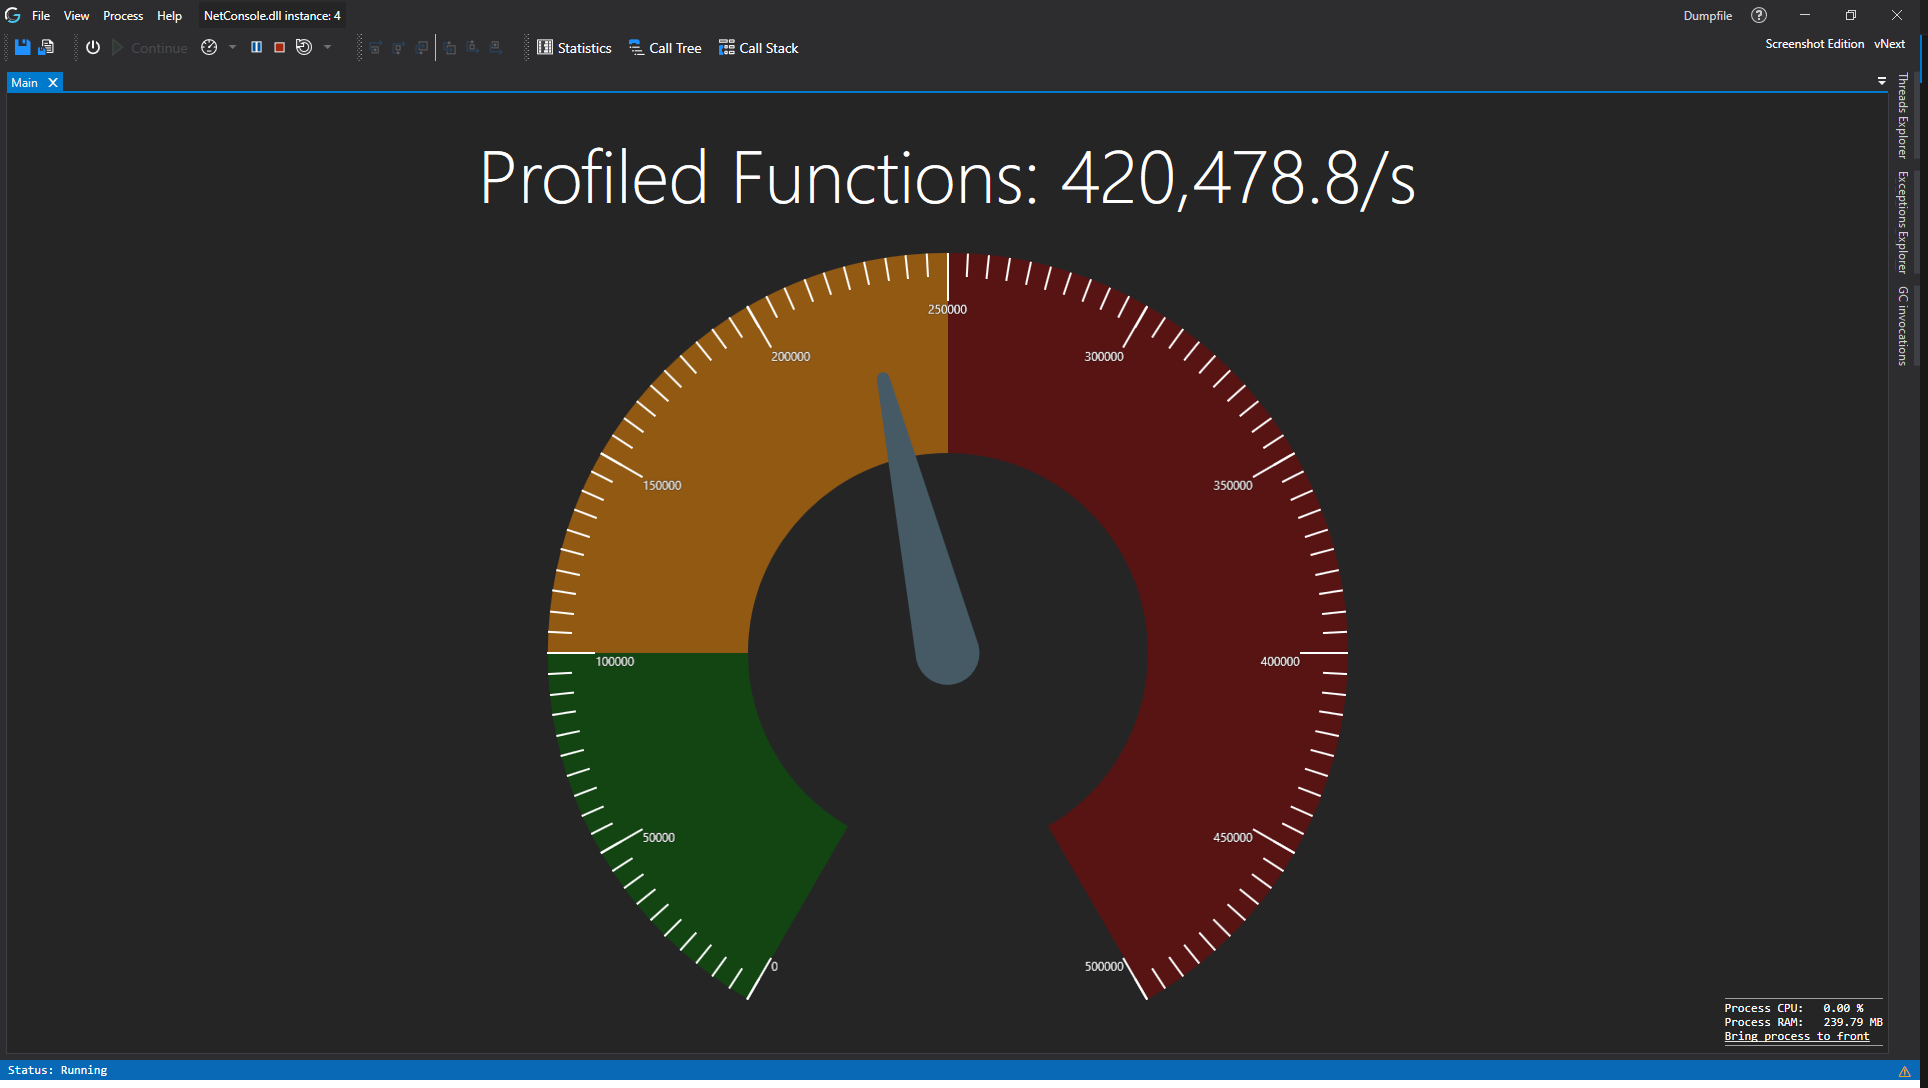 File View Process Help NetConsole.dll instance: 4
Dumpfile
Continue
Statistics Call Tree Call Stack
Screenshot Edition vNext
Main
Threads Explorer
Exceptions Explorer
GC invocations
Profiled Functions: 420,478.8/s
250000
200000
300000
150000
350000
100000
400000
50000
450000
0
500000
Process CPU: 0.00 %
Process RAM: 239.79 MB
Bring process to front
Status: Running